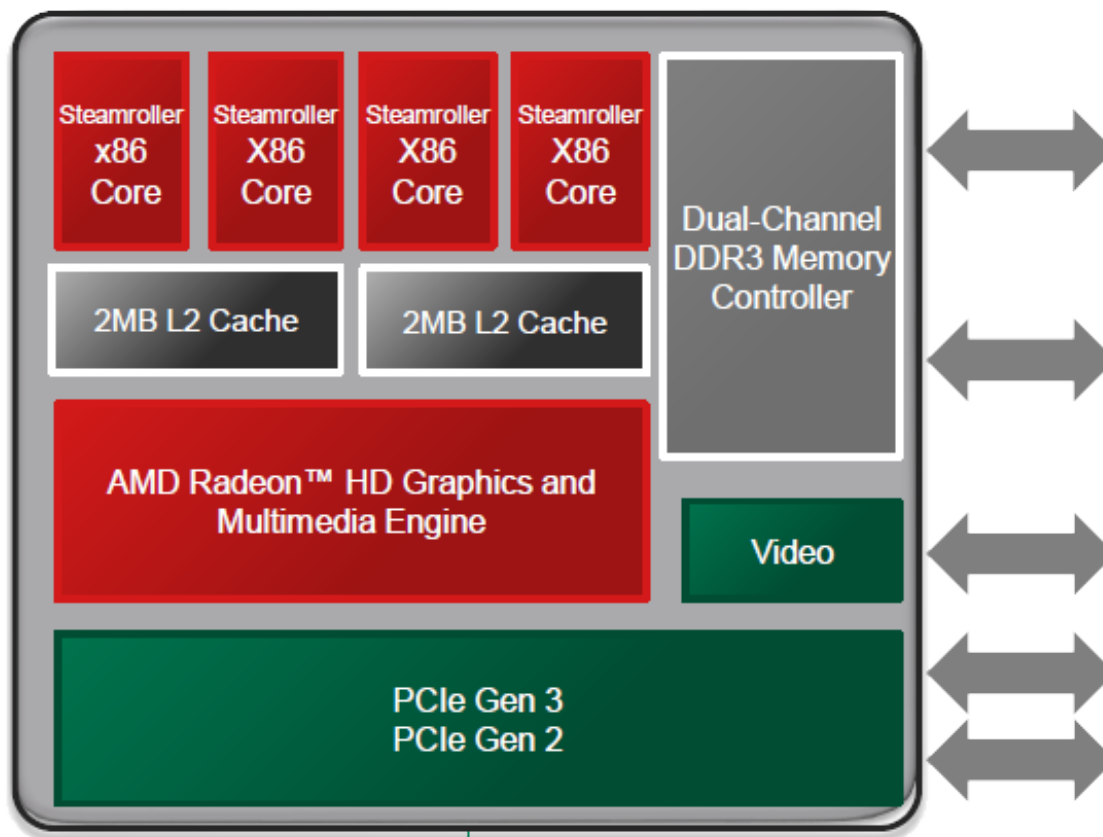 Steamroller
x86
Core
Steamroller
X86
Core
Steamroller
X86
Core
Steamroller
X86
Core
Dual-Channel
DDR3 Memory
Controller
2MB L2 Cache
2MB L2 Cache
AMD Radeon™ HD Graphics and
Multimedia Engine
Video
PCIe Gen 3
PCIe Gen 2